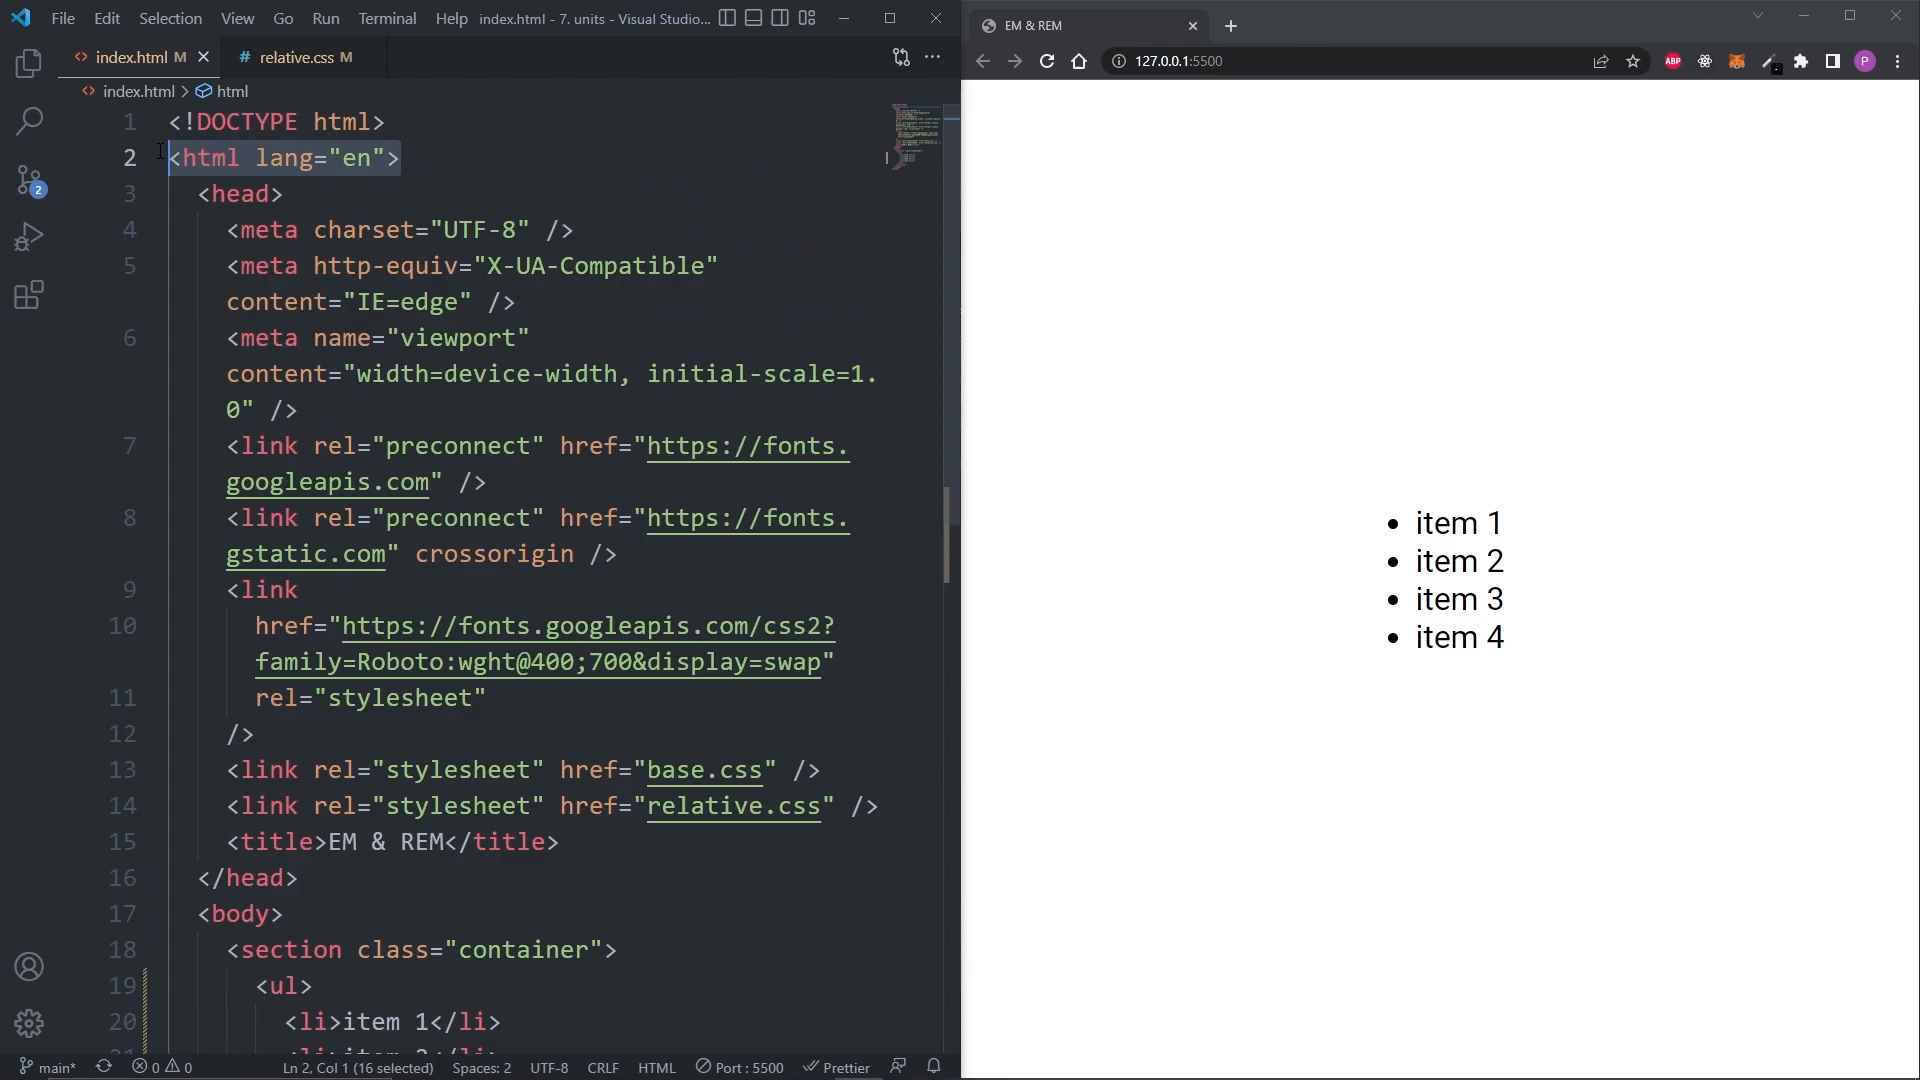 File Edit Selection View Go Run Terminal Help index.html - 7. units - Visual Studio...
index.html M
# relative.css M
index.html > html
1 <!DOCTYPE html>
2 <html lang="en">
3 <head>
4 <meta charset="UTF-8" />
5 <meta http-equiv="X-UA-Compatible"
content="IE=edge" />
6 <meta name="viewport"
content="width=device-width, initial-scale=1.
0" />
7 <link rel="preconnect" href="https://fonts.
googleapis.com" />
8 <link rel="preconnect" href="https://fonts.
gstatic.com" crossorigin />
9 <link
10 href="https://fonts.googleapis.com/css2?
family=Roboto:wght@400;700&display=swap"
11 rel="stylesheet"
12 />
13 <link rel="stylesheet" href="base.css" />
14 <link rel="stylesheet" href="relative.css" />
15 <title>EM & REM</title>
16 </head>
17 <body>
18 <section class="container">
19 <ul>
20 <li>item 1</li>
2
main* 0 0 Ln 2, Col 1 (16 selected) Spaces: 2 UTF-8 CRLF HTML Port : 5500 Prettier
EM & REM
127.0.0.1:5500
ABP
P
• item 1
• item 2
• item 3
• item 4